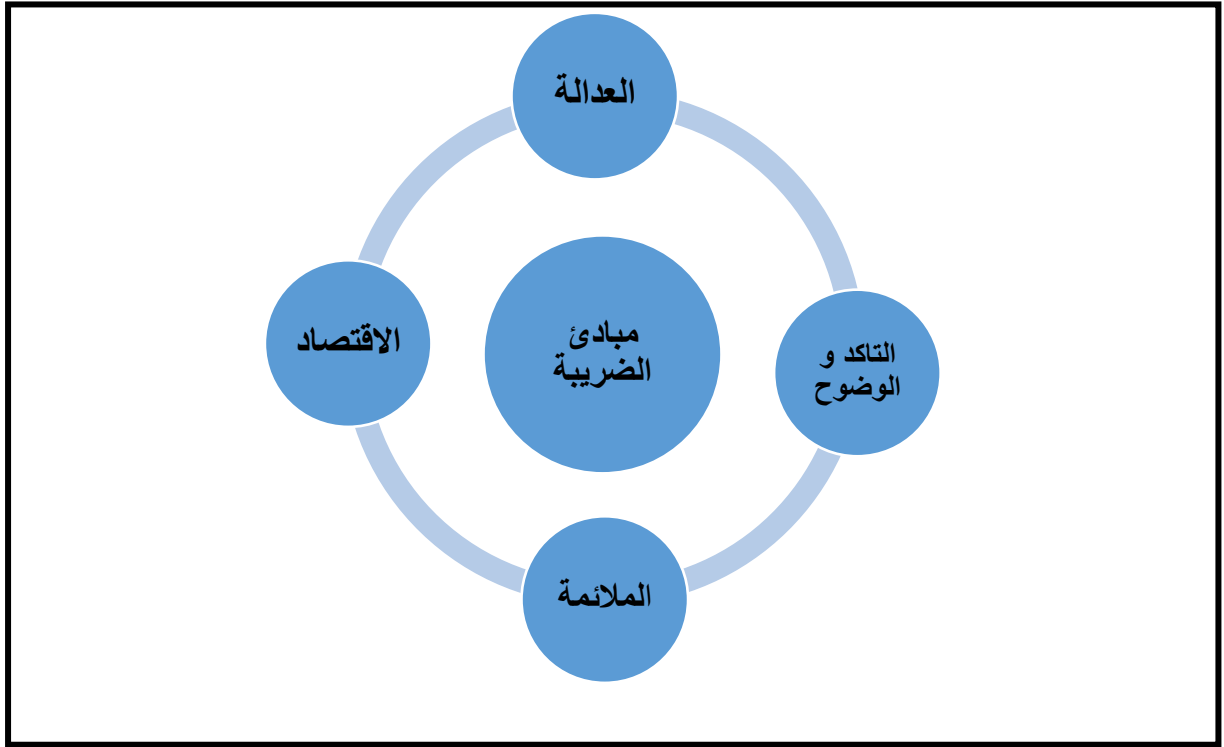 العدالة
مبادئ
الضريبة
التاكد و
الوضوح
الاقتصاد
الملائمة